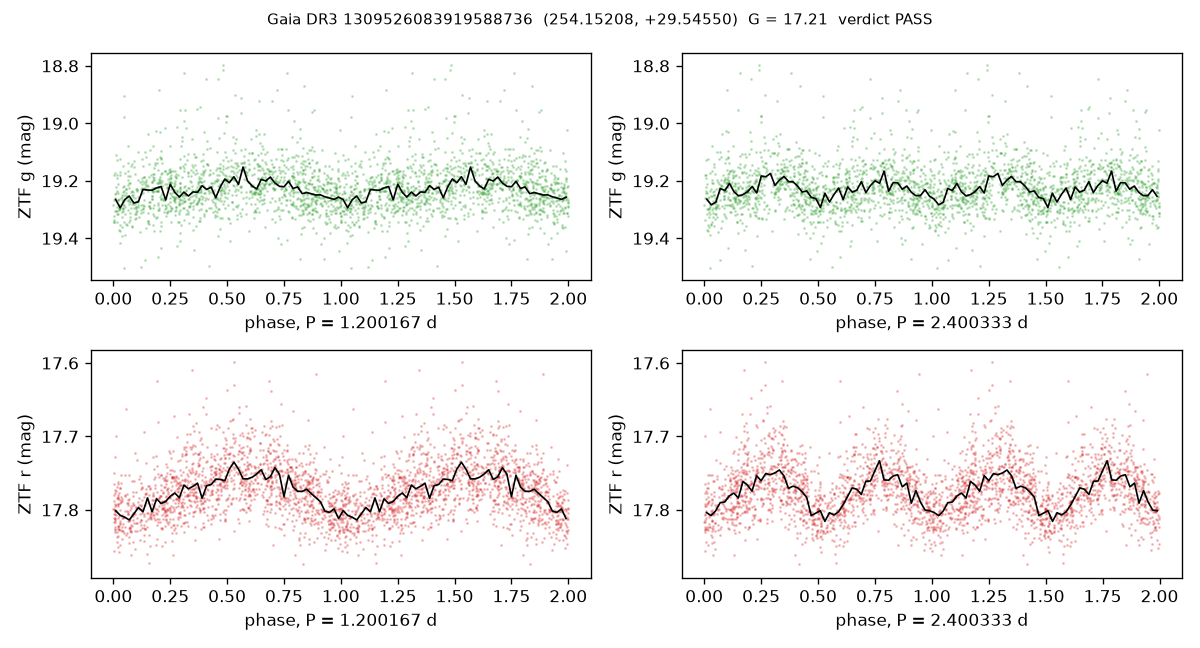 Gaia DR3 1309526083919588736  (254.15208, +29.54550)  G = 17.21  verdict PASS
18.8
19.0
19.2
19.4
ZTF g (mag)
0.00 0.25 0.50 0.75 1.00 1.25 1.50 1.75 2.00
phase, P = 1.200167 d
18.8
19.0
19.2
19.4
ZTF g (mag)
0.00 0.25 0.50 0.75 1.00 1.25 1.50 1.75 2.00
phase, P = 2.400333 d
17.6
17.7
17.8
ZTF r (mag)
0.00 0.25 0.50 0.75 1.00 1.25 1.50 1.75 2.00
phase, P = 1.200167 d
17.6
17.7
17.8
ZTF r (mag)
0.00 0.25 0.50 0.75 1.00 1.25 1.50 1.75 2.00
phase, P = 2.400333 d